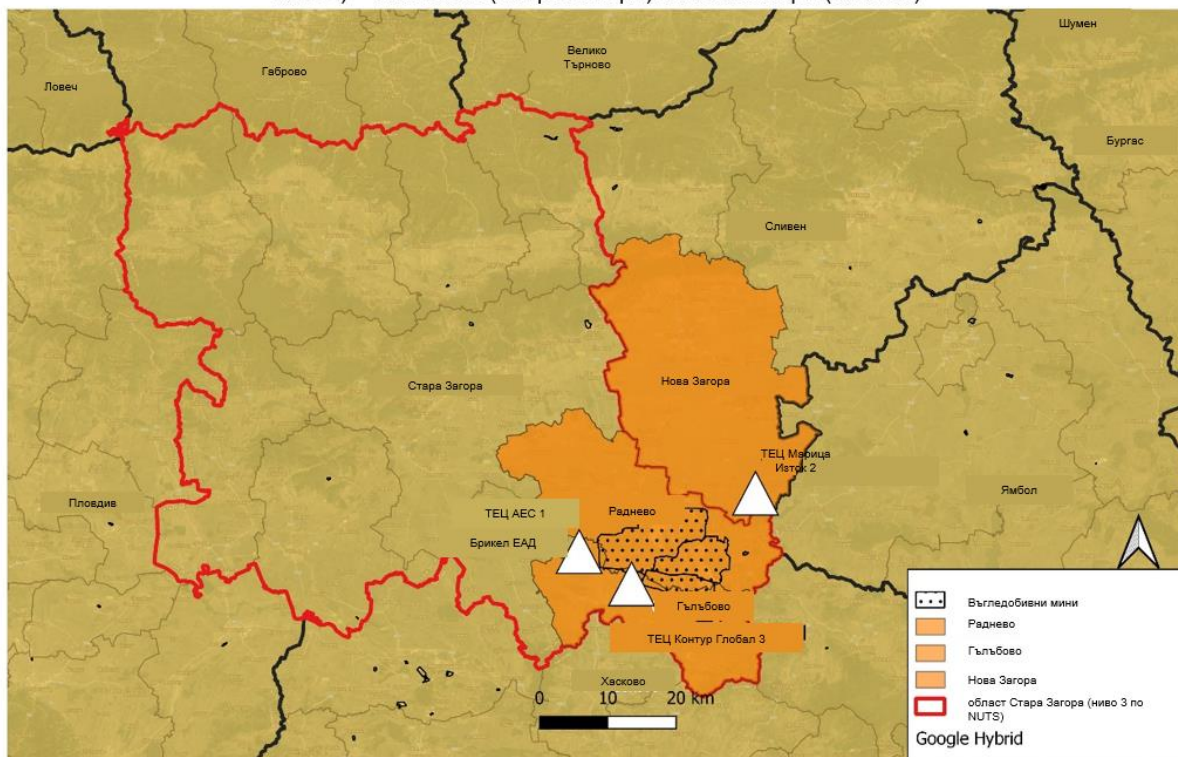 Шумен
Велико
Търново
Габрово
Ловеч
Бургас
Сливен
Нова Загора
Стара Загора
ТЕЦ Марица
Изток 2
Ямбол
Пловдив
Раднево
ТЕЦ АЕС 1
Брикел ЕАД
Гълъбово
ТЕЦ Контур Глобал 3
Хасково
0 10 20 km
Въгледобивни мини
Раднево
Гълъбово
Нова Загора
област Стара Загора (ниво 3 по
NUTS)
Google Hybrid